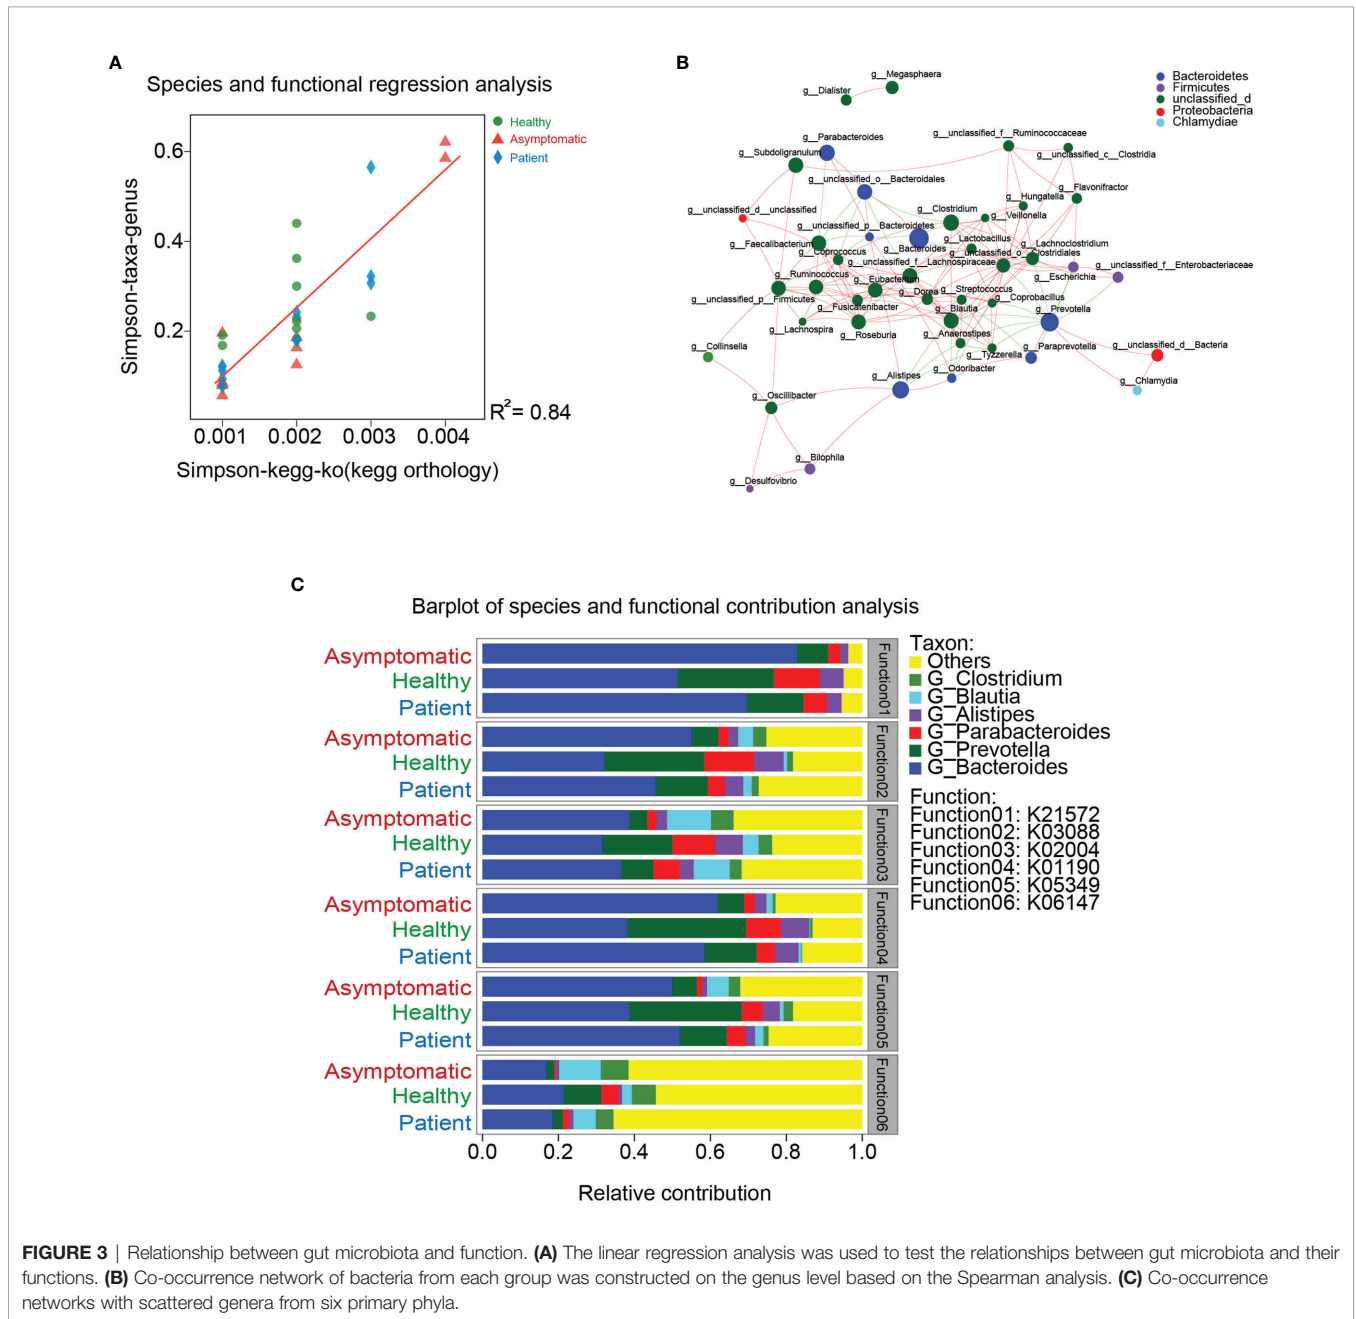 A
Species and functional regression analysis
Healthy
Asymptomatic
Patient
Simpson-taxa-genus
0.6
0.4
0.2
0.001 0.002 0.003 0.004
R²= 0.84
Simpson-kegg-ko(kegg orthology)
B
Bacteroidetes
Firmicutes
unclassified_d
Proteobacteria
Chlamydiae
g__Megasphaera
g__Dialister
g__Parabacteroides
g__unclassified_f__Ruminococcaceae
g__Subdoligranulum
g__unclassified_c__Clostridia
g__unclassified_o__Bacteroidales
g__Flavonifractor
g__Hungatella
g__unclassified_d__unclassified
g__Clostridium
g__Veillonella
g__unclassified_p__Bacteroidetes
g__Faecalibacterium
g__Coprococcus
g__Bacteroides
g__Lactobacillus
g__Lachnoclostridium
g__unclassified_o__Clostridiales
g__unclassified_f__Lachnospiraceae
g__unclassified_f__Enterobacteriaceae
g__Ruminococcus
g__Eubacterium
g__Escherichia
g__unclassified_p__Firmicutes
g__Dorea
g__Streptococcus
g__Coprobacillus
g__Fusicatenibacter
g__Blautia
g__Prevotella
g__Lachnospira
g__Roseburia
g__Anaerostipes
g__Collinsella
g__Tyzzerella
g__Paraprevotella
g__unclassified_d__Bacteria
g__Alistipes
g__Odoribacter
g__Chlamydia
g__Oscillibacter
g__Bilophila
g__Desulfovibrio
C
Barplot of species and functional contribution analysis
Asymptomatic
Healthy
Patient
Function01
Asymptomatic
Healthy
Patient
Function02
Asymptomatic
Healthy
Patient
Function03
Asymptomatic
Healthy
Patient
Function04
Asymptomatic
Healthy
Patient
Function05
Asymptomatic
Healthy
Patient
Function06
0.0 0.2 0.4 0.6 0.8 1.0
Relative contribution
Taxon:
Others
G_Clostridium
G_Blautia
G_Alistipes
G_Parabacteroides
G_Prevotella
G_Bacteroides
Function:
Function01: K21572
Function02: K03088
Function03: K02004
Function04: K01190
Function05: K05349
Function06: K06147
FIGURE 3 | Relationship between gut microbiota and function. (A) The linear regression analysis was used to test the relationships between gut microbiota and their
functions. (B) Co-occurrence network of bacteria from each group was constructed on the genus level based on the Spearman analysis. (C) Co-occurrence
networks with scattered genera from six primary phyla.